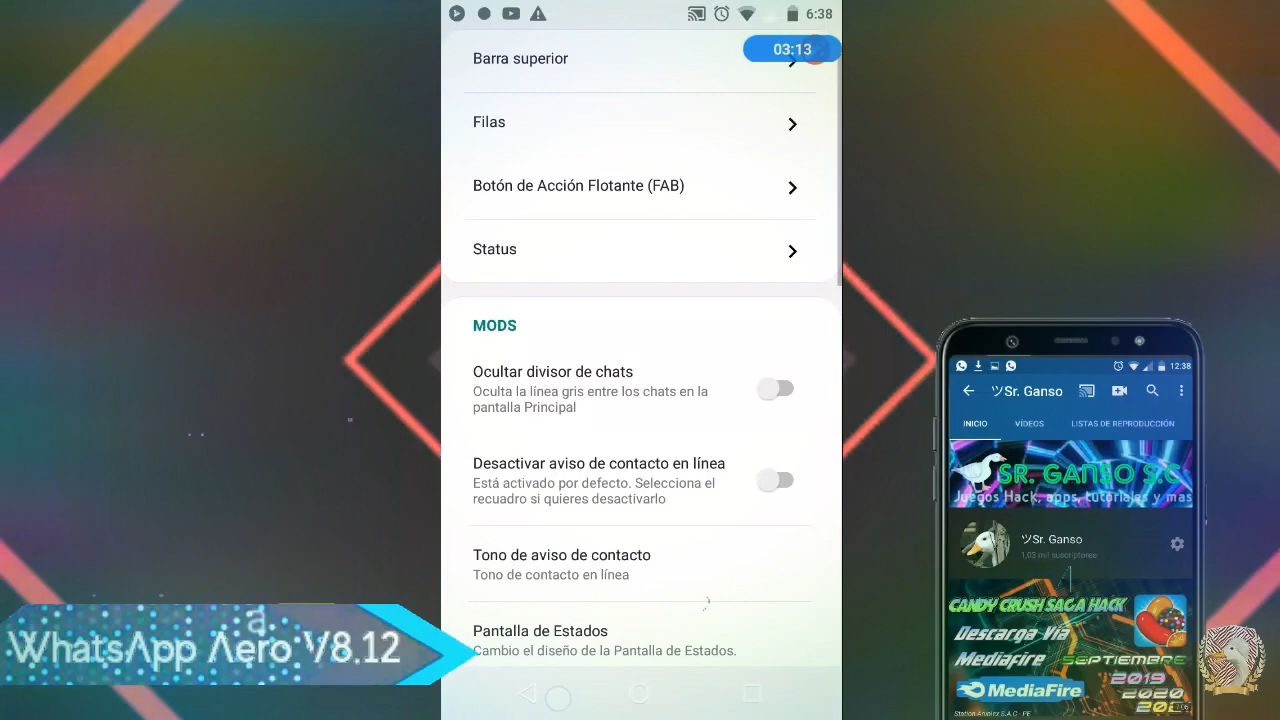 6:38
03:13
Barra superior
Filas
Botón de Acción Flotante (FAB)
Status
MODS
Ocultar divisor de chats
Oculta la línea gris entre los chats en la
pantalla Principal
Desactivar aviso de contacto en línea
Está activado por defecto. Selecciona el
recuadro si quieres desactivarlo
Tono de aviso de contacto
Tono de contacto en línea
Pantalla de Estados
Cambio el diseño de la Pantalla de Estados.
a
WhatsApp Aero V8.12
12:38
ツSr. Ganso
INICIO
VÍDEOS
LISTAS DE REPRODUCCIÓN
SR. GANSO S.C
Juegos Hack, apps, tutoriales y mas
ツSr. Ganso
1,03 mil suscriptores
CANDY CRUSH SAGA HACK
Descarga Vía
Mediafire
SEPTIEMBRE
2019
2020
MediaFire